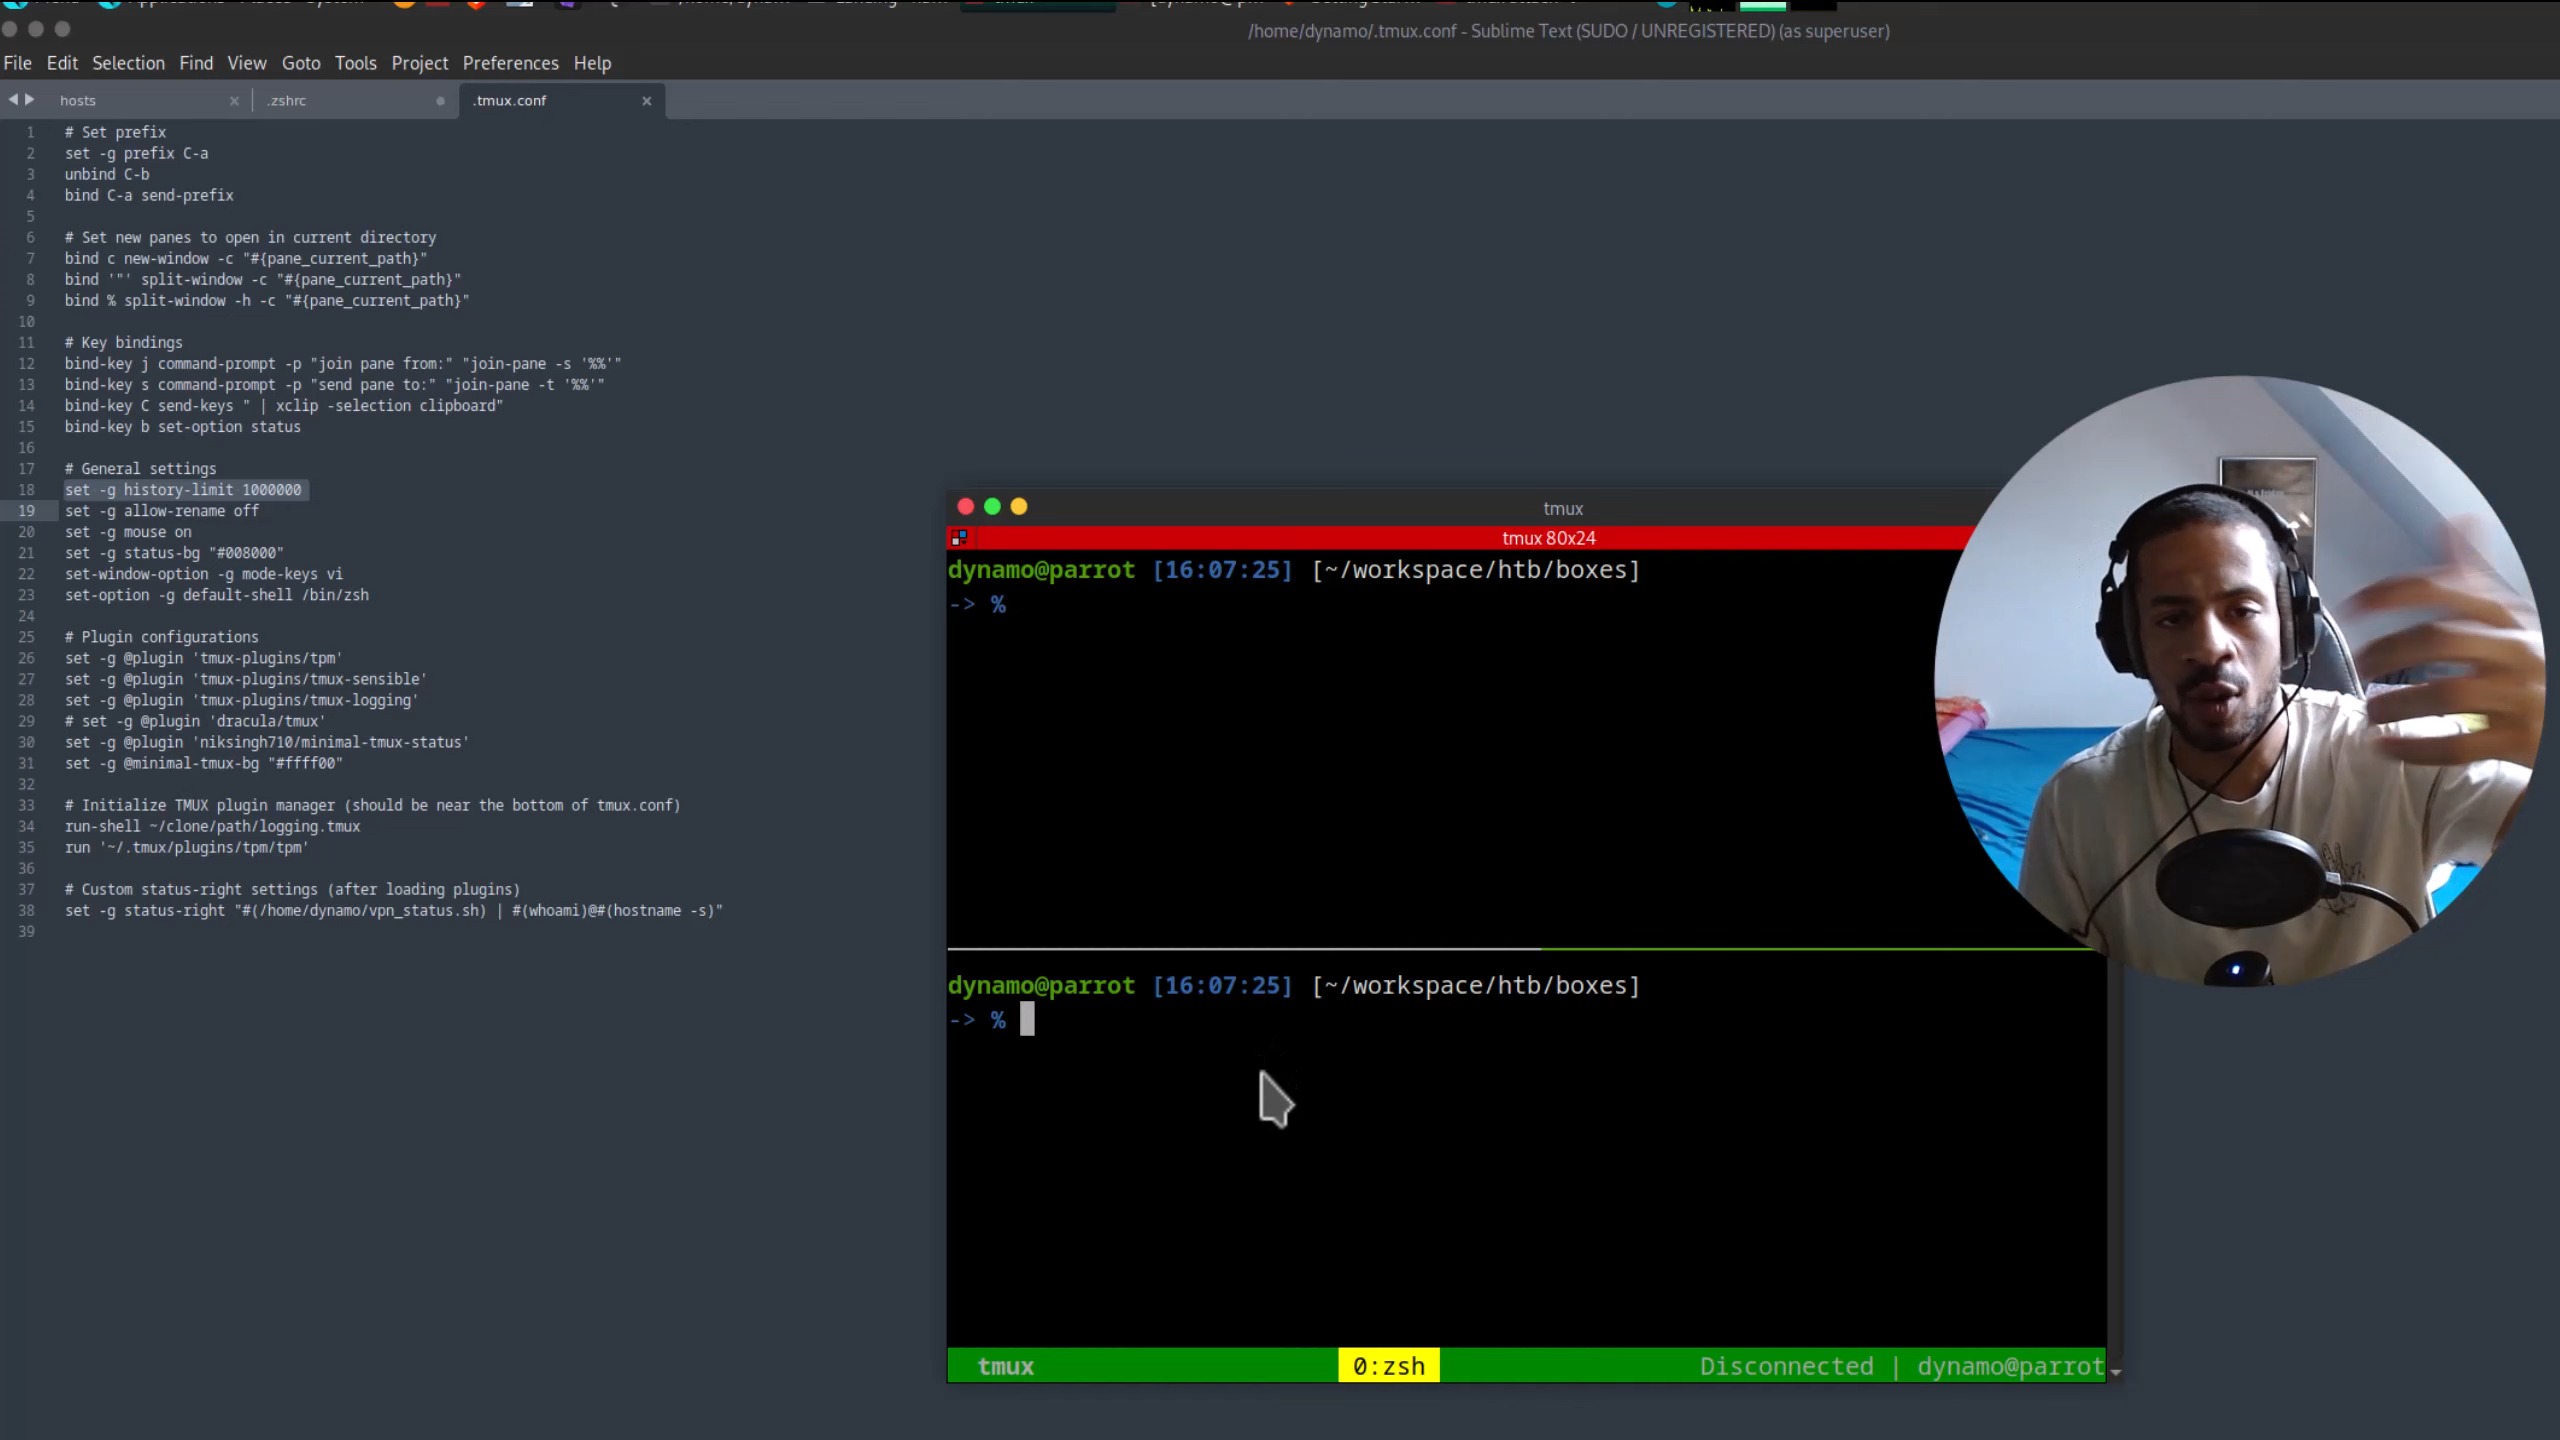 /home/dynamo/.tmux.conf - Sublime Text (SUDO / UNREGISTERED) (as superuser)
File Edit Selection Find View Goto Tools Project Preferences Help
hosts .zshrc .tmux.conf
1 # Set prefix
2 set -g prefix C-a
3 unbind C-b
4 bind C-a send-prefix
5
6 # Set new panes to open in current directory
7 bind c new-window -c "#{pane_current_path}"
8 bind '"' split-window -c "#{pane_current_path}"
9 bind % split-window -h -c "#{pane_current_path}"
10
11 # Key bindings
12 bind-key j command-prompt -p "join pane from:" "join-pane -s '%%'"
13 bind-key s command-prompt -p "send pane to:" "join-pane -t '%%'"
14 bind-key C send-keys " | xclip -selection clipboard"
15 bind-key b set-option status
16
17 # General settings
18 set -g history-limit 1000000
19 set -g allow-rename off
20 set -g mouse on
21 set -g status-bg "#008000"
22 set-window-option -g mode-keys vi
23 set-option -g default-shell /bin/zsh
24
25 # Plugin configurations
26 set -g @plugin 'tmux-plugins/tpm'
27 set -g @plugin 'tmux-plugins/tmux-sensible'
28 set -g @plugin 'tmux-plugins/tmux-logging'
29 # set -g @plugin 'dracula/tmux'
30 set -g @plugin 'niksingh710/minimal-tmux-status'
31 set -g @minimal-tmux-bg "#ffff00"
32
33 # Initialize TMUX plugin manager (should be near the bottom of tmux.conf)
34 run-shell ~/clone/path/logging.tmux
35 run '~/.tmux/plugins/tpm/tpm'
36
37 # Custom status-right settings (after loading plugins)
38 set -g status-right "#(/home/dynamo/vpn_status.sh) | #(whoami)@#(hostname -s)"
39
tmux
tmux 80x24
dynamo@parrot [16:07:25] [~/workspace/htb/boxes]
-> %
dynamo@parrot [16:07:25] [~/workspace/htb/boxes]
-> %
tmux 0:zsh Disconnected | dynamo@parrot